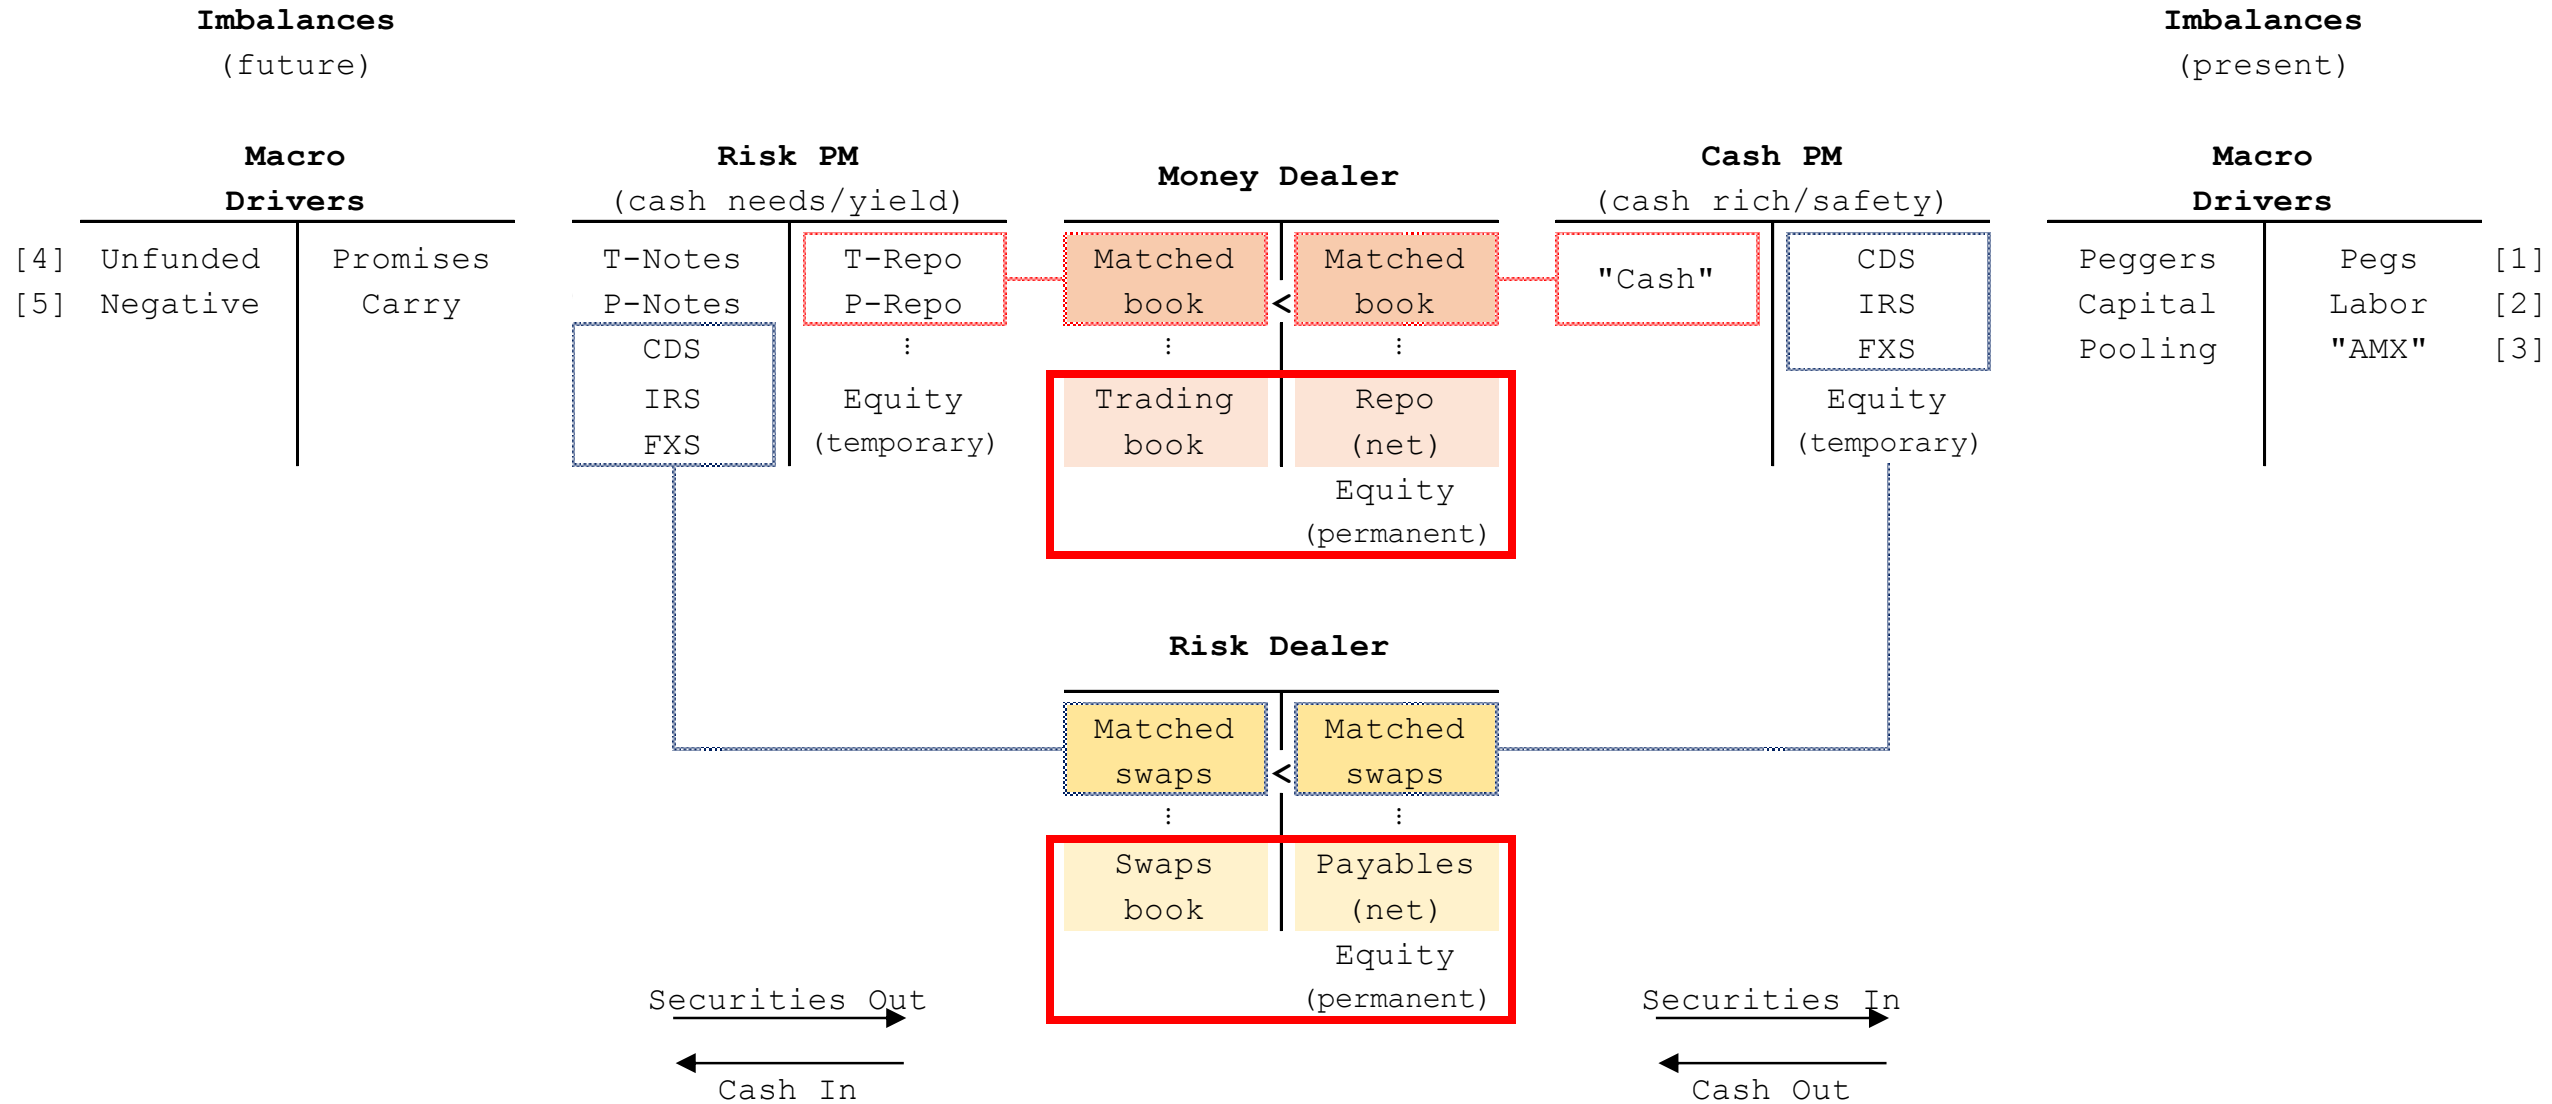 Imbalances
(future)
Imbalances
(present)
Macro
Drivers
[4] Unfunded Promises
[5] Negative Carry
Risk PM
(cash needs/yield)
T-Notes T-Repo
P-Notes P-Repo
CDS ⋮
IRS Equity
FXS (temporary)
Money Dealer
Matched Matched
book < book
⋮ ⋮
Trading Repo
book (net)
Equity
(permanent)
Cash PM
(cash rich/safety)
"Cash"
CDS
IRS
FXS
Equity
(temporary)
Macro
Drivers
Peggers Pegs [1]
Capital Labor [2]
Pooling "AMX" [3]
Risk Dealer
Matched Matched
swaps < swaps
⋮ ⋮
Swaps Payables
book (net)
Equity
(permanent)
Securities Out
Cash In
Securities In
Cash Out